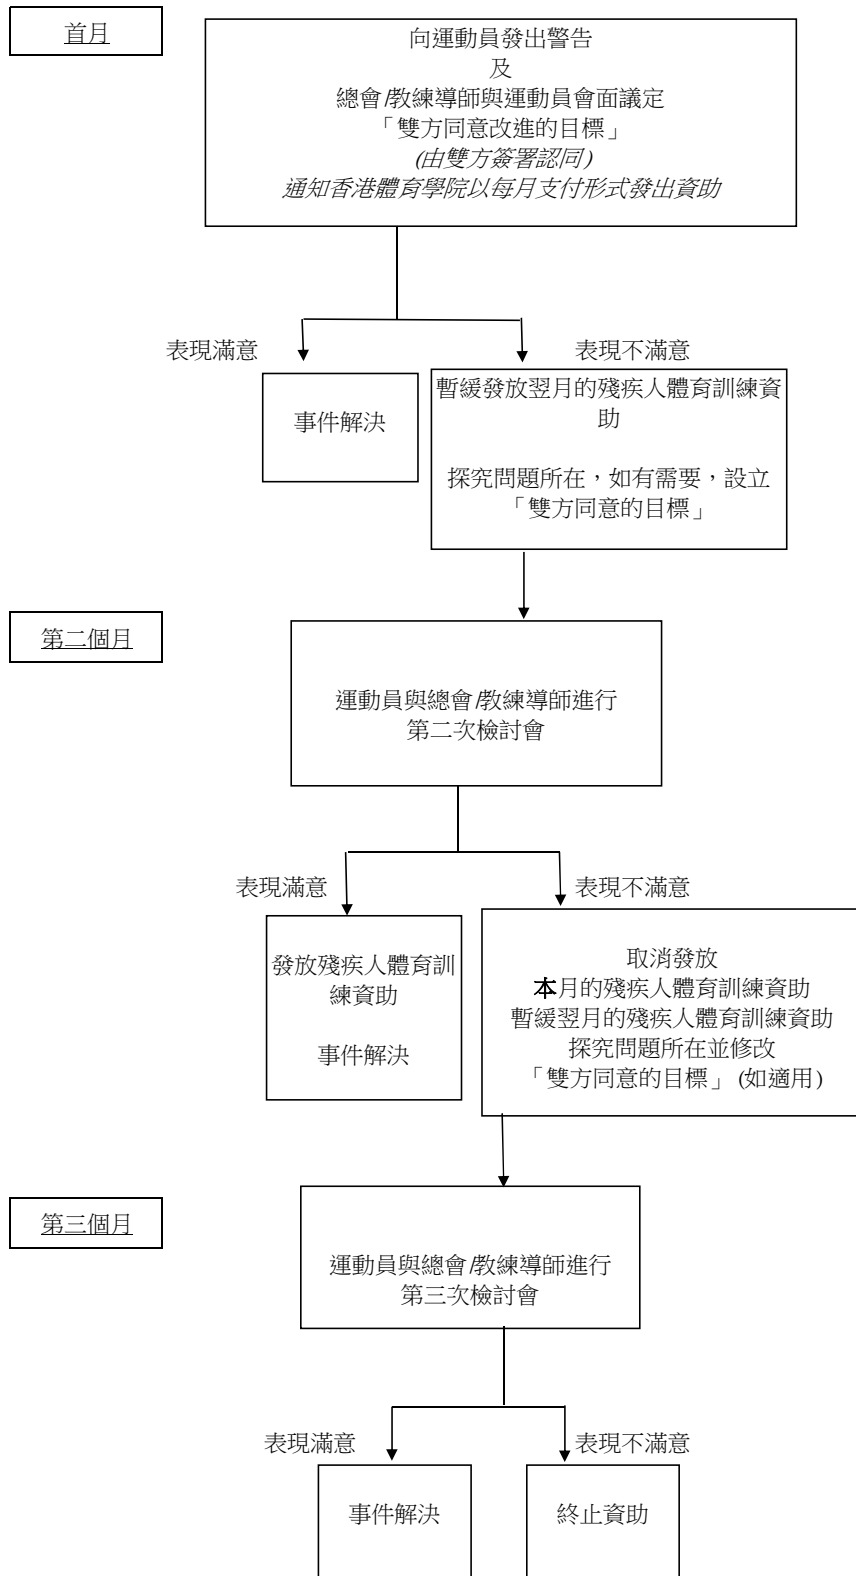 首月
向運動員發出警告
及
總會/教練導師與運動員會面議定
「雙方同意改進的目標」
(由雙方簽署認同)
通知香港體育學院以每月支付形式發出資助
表現滿意
表現不滿意
事件解決
暫緩發放翌月的殘疾人體育訓練資
助
探究問題所在，如有需要，設立
「雙方同意的目標」
第二個月
運動員與總會/教練導師進行
第二次檢討會
表現滿意
表現不滿意
發放殘疾人體育訓
練資助
事件解決
取消發放
本月的殘疾人體育訓練資助
暫緩翌月的殘疾人體育訓練資助
探究問題所在並修改
「雙方同意的目標」(如適用)
第三個月
運動員與總會/教練導師進行
第三次檢討會
表現滿意
表現不滿意
事件解決
終止資助